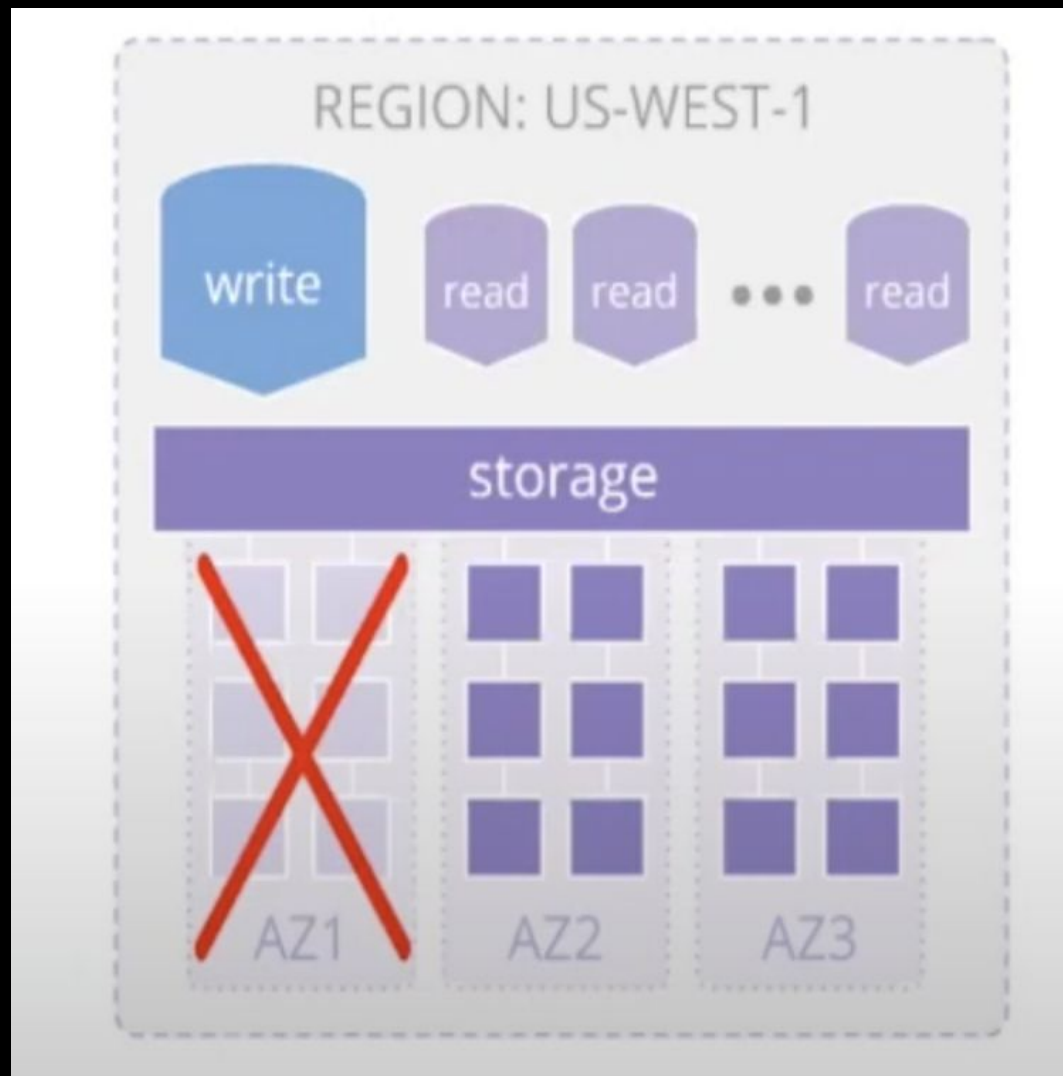 REGION: US-WEST-1
write
read
read
read
storage
AZ1
AZ2
AZ3